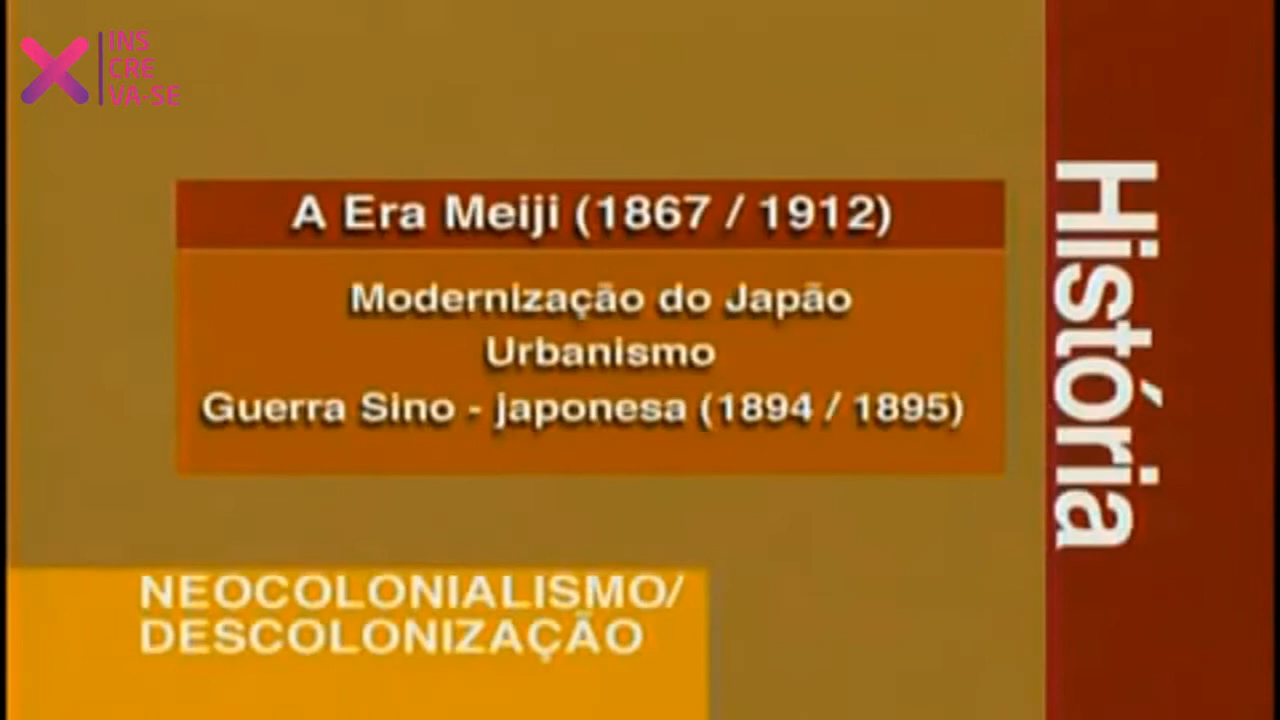 INS
CRE
VA-SE
A Era Meiji (1867 / 1912)
Modernização do Japão
Urbanismo
Guerra Sino - japonesa (1894 / 1895)
História
NEOCOLONIALISMO/
DESCOLONIZAÇÃO